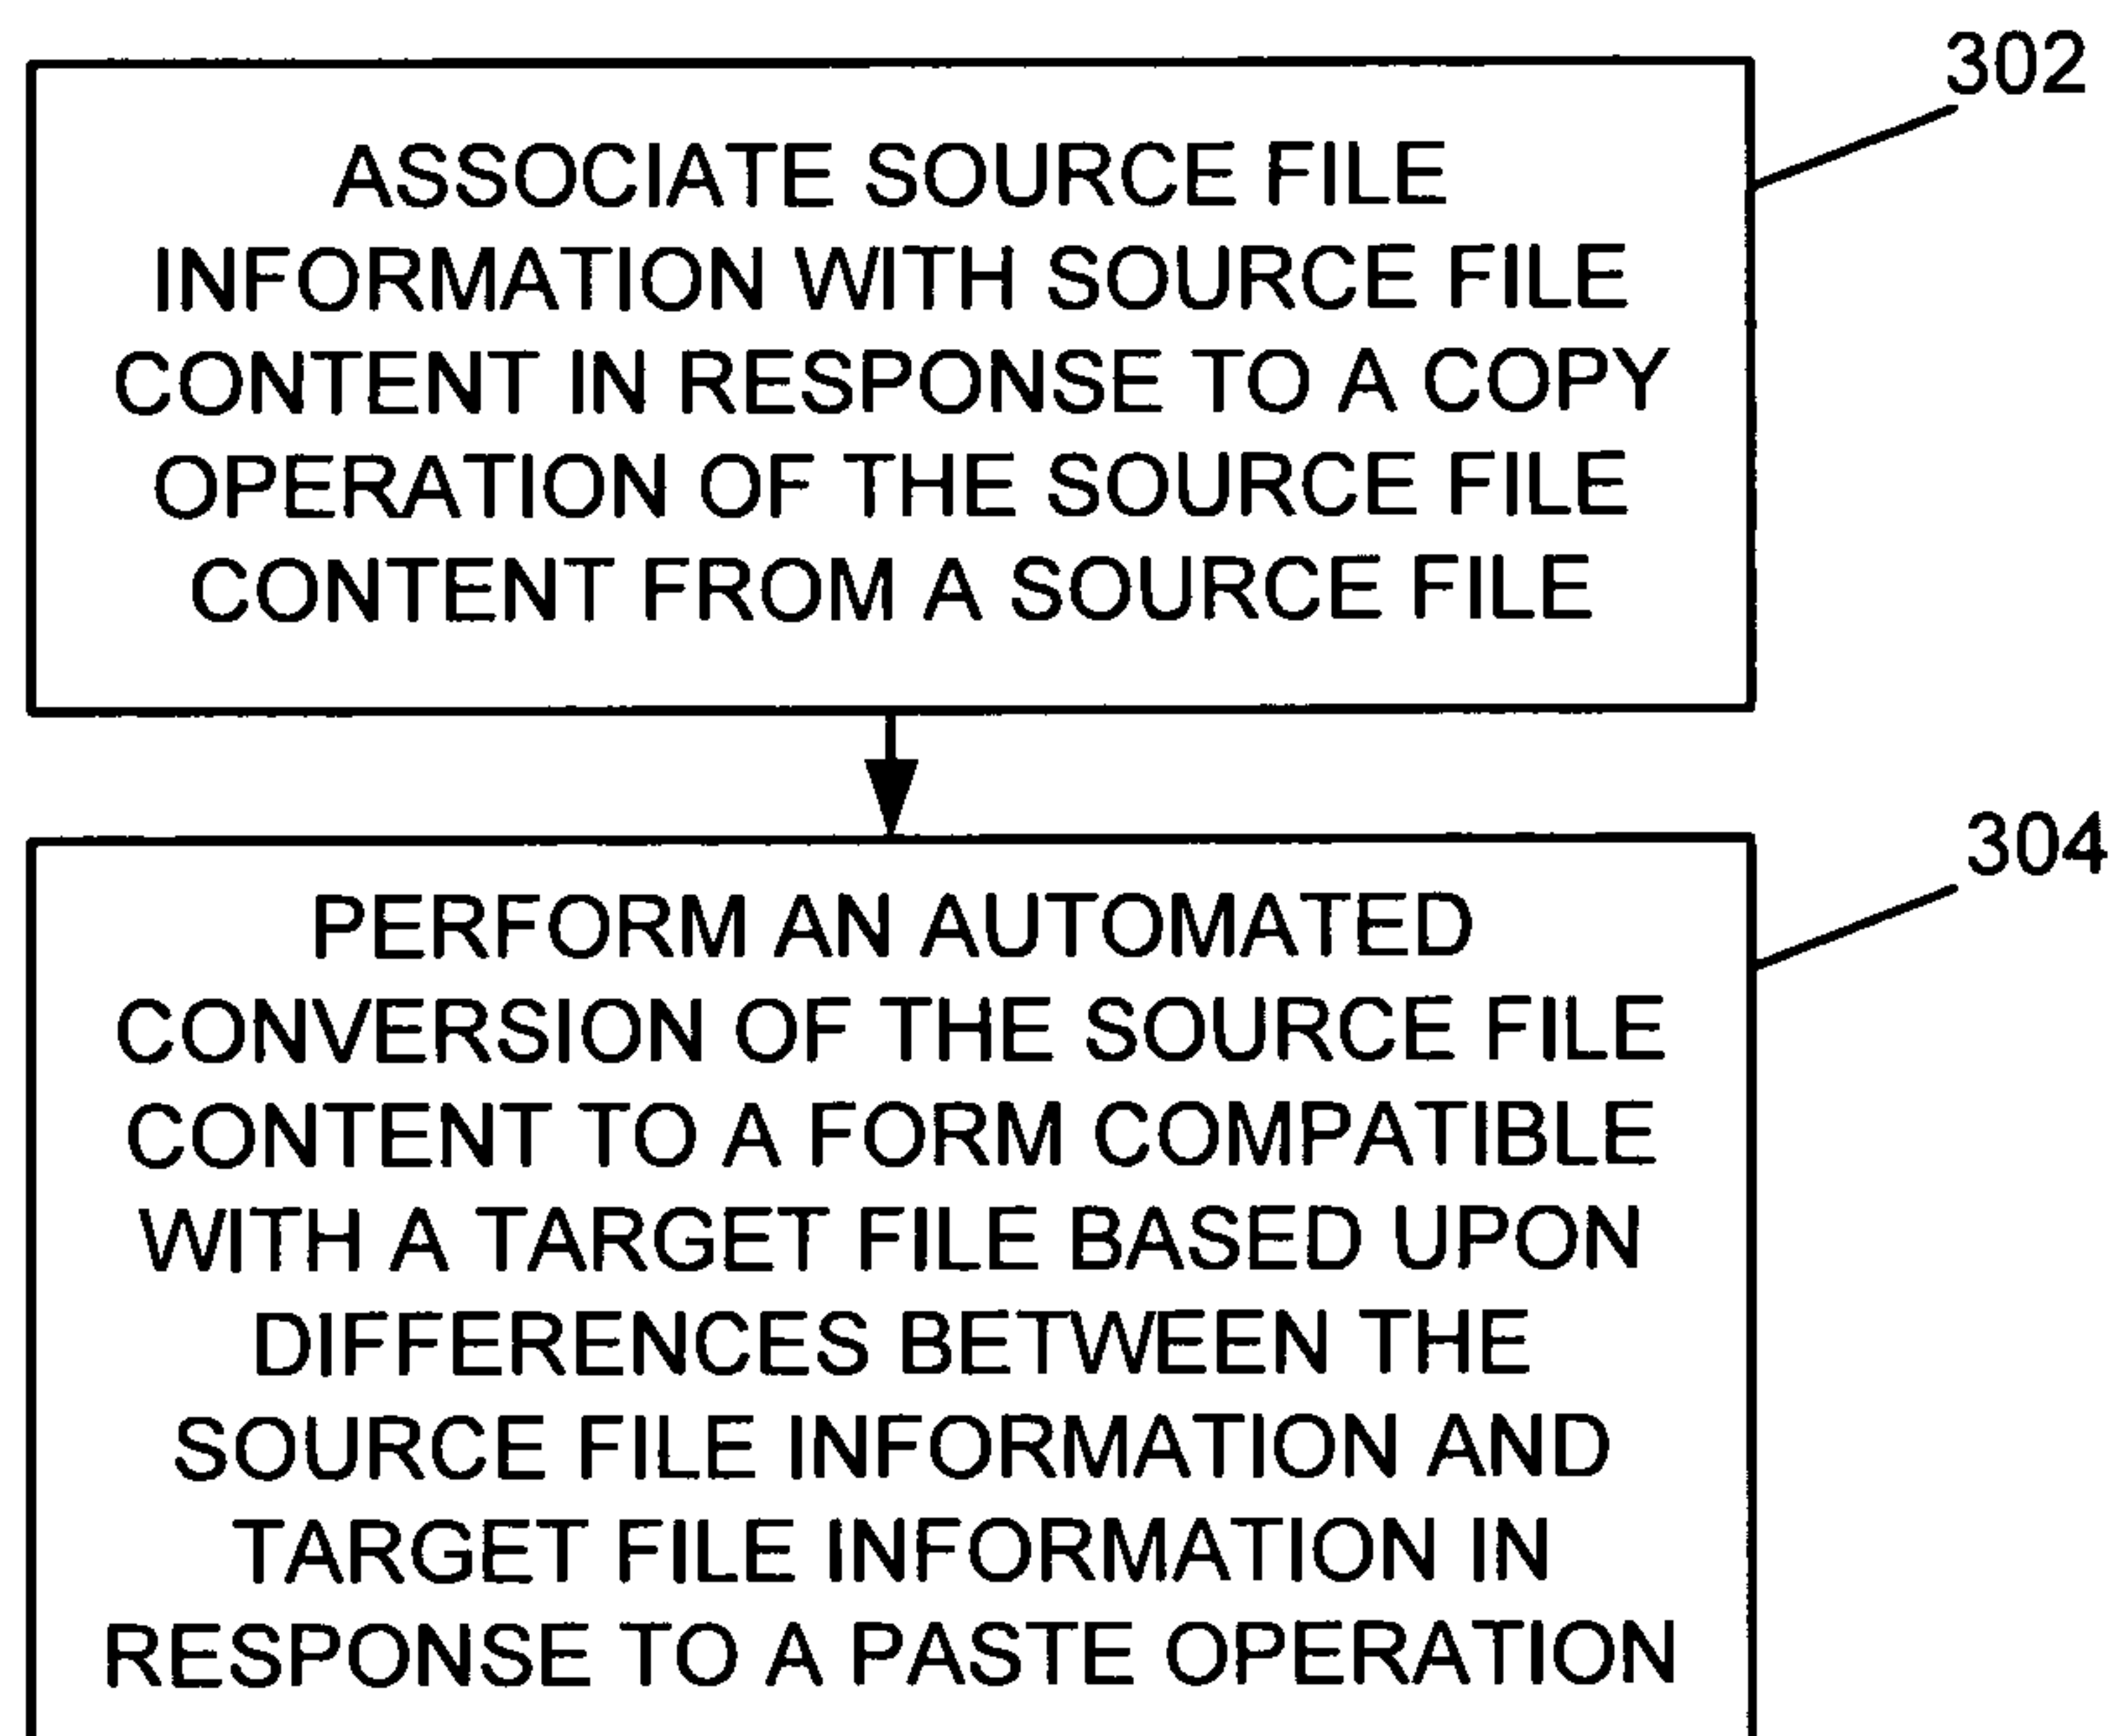 302
ASSOCIATE SOURCE FILE
INFORMATION WITH SOURCE FILE
CONTENT IN RESPONSE TO A COPY
OPERATION OF THE SOURCE FILE
CONTENT FROM A SOURCE FILE
304
PERFORM AN AUTOMATED
CONVERSION OF THE SOURCE FILE
CONTENT TO A FORM COMPATIBLE
WITH A TARGET FILE BASED UPON
DIFFERENCES BETWEEN THE
SOURCE FILE INFORMATION AND
TARGET FILE INFORMATION IN
RESPONSE TO A PASTE OPERATION